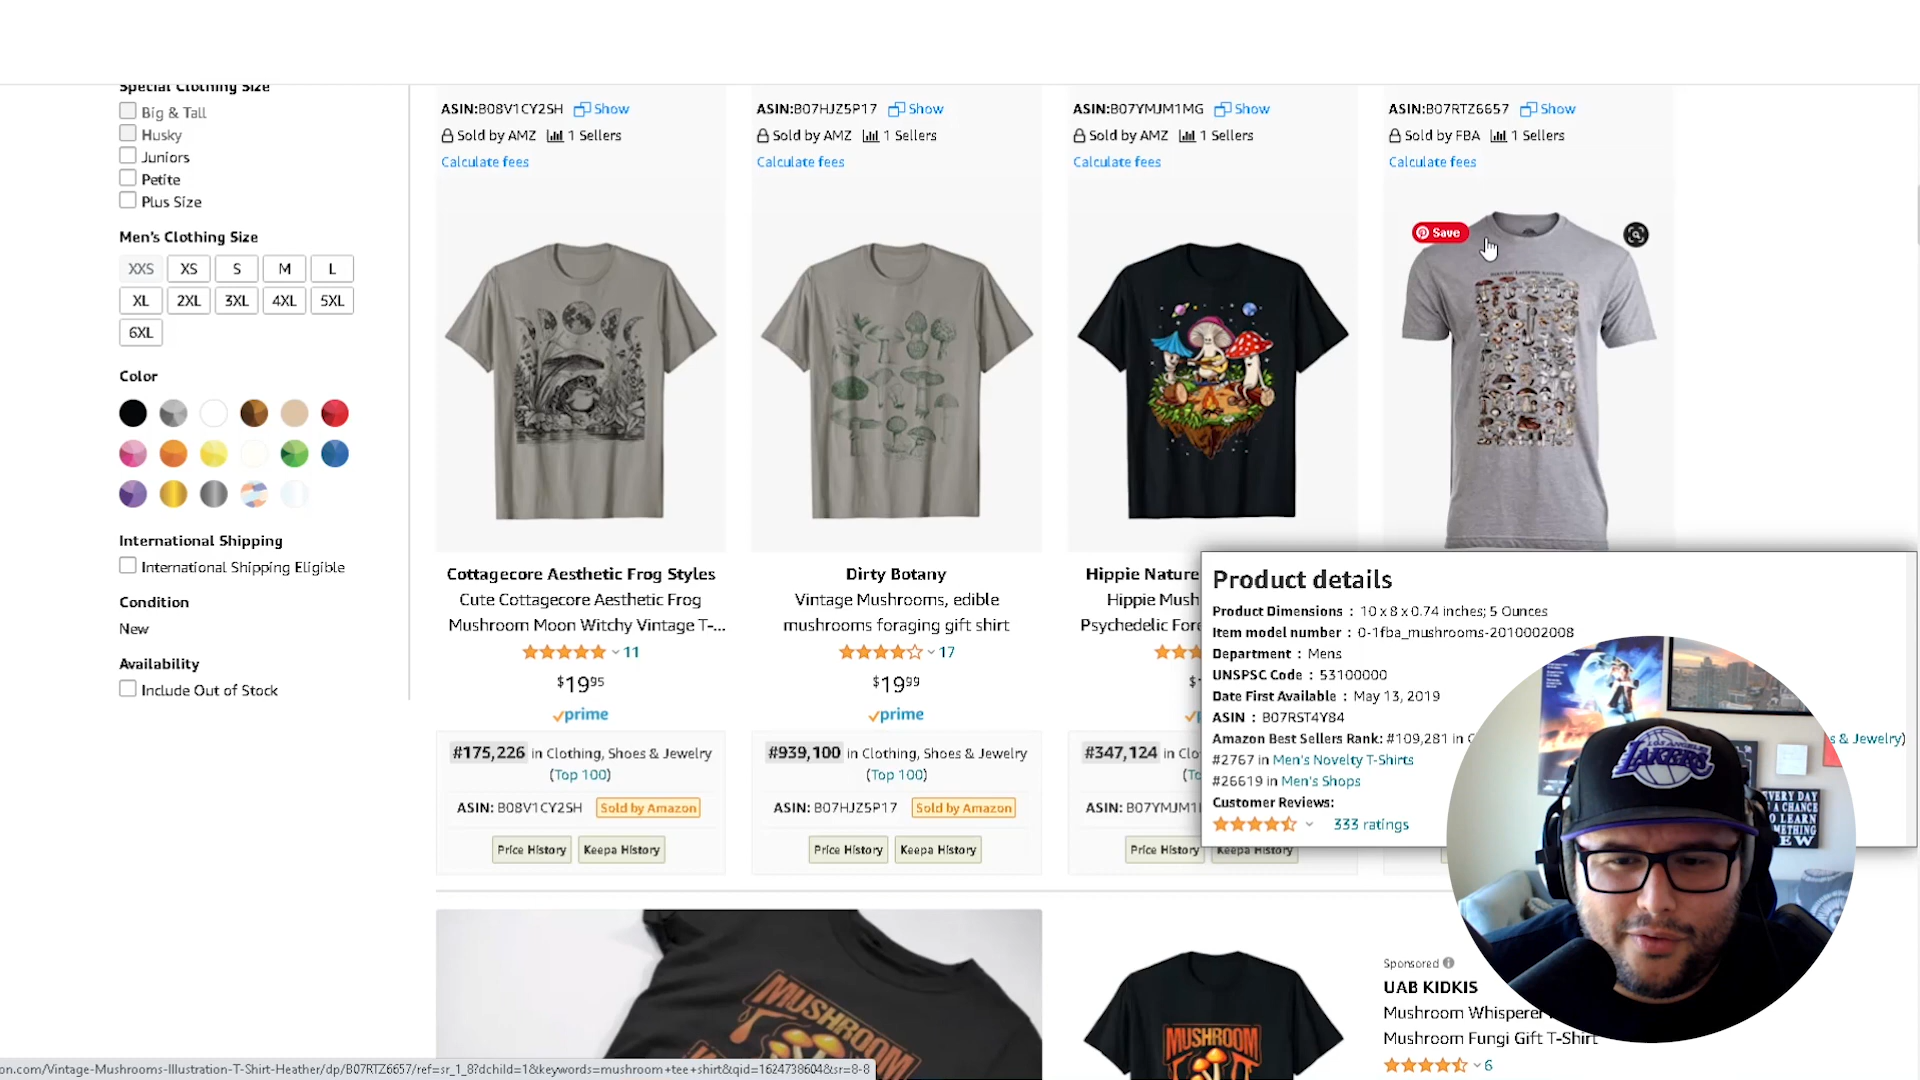 Special Clothing Size
Big & Tall
Husky
Juniors
Petite
Plus Size
Men's Clothing Size
XXS XS S M L
XL 2XL 3XL 4XL 5XL
6XL
Color
International Shipping
International Shipping Eligible
Condition
New
Availability
Include Out of Stock
ASIN:B08V1CY2SH Show
Sold by AMZ 1 Sellers
Calculate fees
Cottagecore Aesthetic Frog Styles
Cute Cottagecore Aesthetic Frog
Mushroom Moon Witchy Vintage T-...
11
$19.95
prime
#175,226 in Clothing, Shoes & Jewelry
(Top 100)
ASIN: B08V1CY2SH Sold by Amazon
Price History Keepa History
ASIN:B07HJZ5P17 Show
Sold by AMZ 1 Sellers
Calculate fees
Dirty Botany
Vintage Mushrooms, edible
mushrooms foraging gift shirt
17
$19.99
prime
#939,100 in Clothing, Shoes & Jewelry
(Top 100)
ASIN: B07HJZ5P17 Sold by Amazon
Price History Keepa History
ASIN:B07YMJM1MG Show
Sold by AMZ 1 Sellers
Calculate fees
Hippie Nature
Hippie Mush
Psychedelic Fore
#347,124 in Clo
ASIN: B07YMJM1
Price History Keepa History
ASIN:B07RTZ6657 Show
Sold by FBA 1 Sellers
Calculate fees
Save
Product details
Product Dimensions : 10 x 8 x 0.74 inches; 5 Ounces
Item model number : 0-1fba_mushrooms-2010002008
Department : Mens
UNSPSC Code : 53100000
Date First Available : May 13, 2019
ASIN : B07RST4Y84
Amazon Best Sellers Rank: #109,281 in C s & Jewelry)
#2767 in Men's Novelty T-Shirts
#26619 in Men's Shops
Customer Reviews:
333 ratings
LOS ANGELES
LAKERS
EVERY DAY
A CHANCE
TO LEARN
MUSHROOM
MUSHROOM
Sponsored
UAB KIDKIS
Mushroom Whisperer
Mushroom Fungi Gift T-Shirt
6
on.com/Vintage-Mushrooms-Illustration-T-Shirt-Heather/dp/B07RTZ6657/ref=sr_1_8?dchild=1&keywords=mushroom+tee+shirt&qid=1624738604&sr=8-8